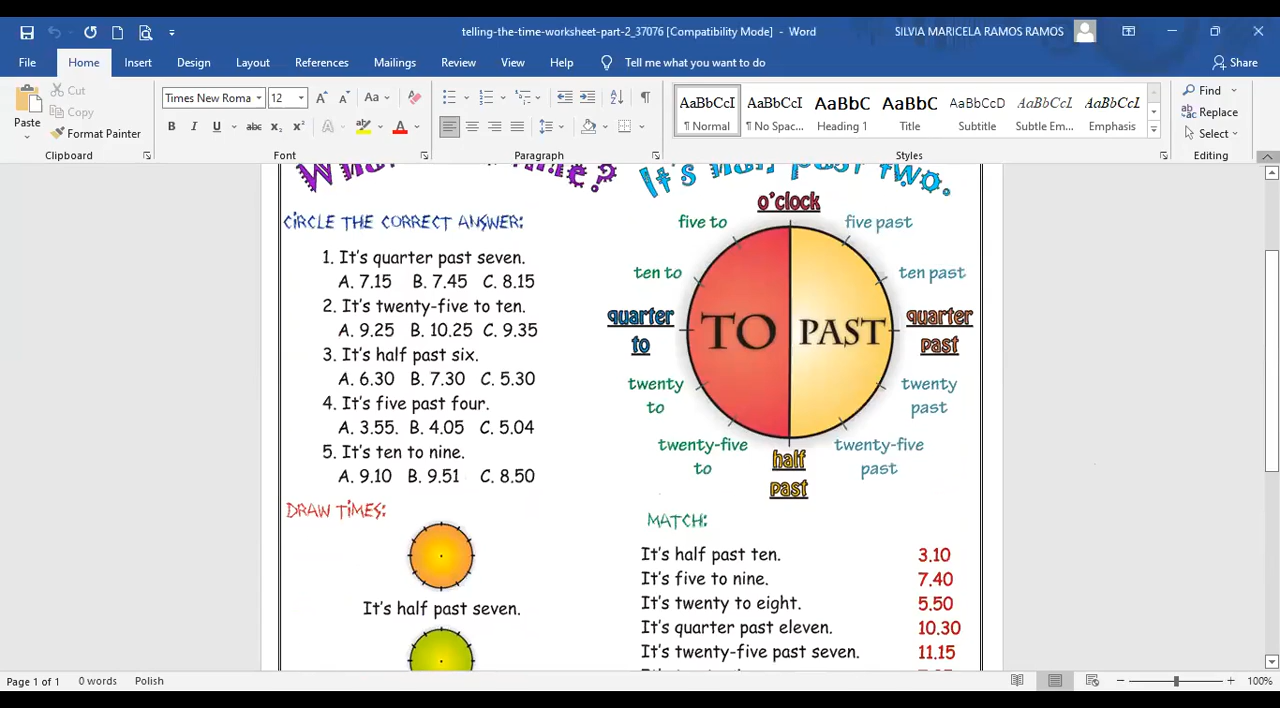 telling-the-time-worksheet-part-2_37076 [Compatibility Mode] - Word
SILVIA MARICELA RAMOS RAMOS
File Home Insert Design Layout References Mailings Review View Help Tell me what you want to do Share
Paste
Cut
Copy
Format Painter
Clipboard
Times New Roma 12
Aa
B I U abc X₂ X²
A
Font
Paragraph
AaBbCcI AaBbCcI AaBbC AaBbC AaBbCcD AaBbCcI AaBbCcI
¶ Normal ¶ No Spac... Heading 1 Title Subtitle Subtle Em... Emphasis
Styles
Find
Replace
Select
Editing
It's half past two.
CIRCLE THE CORRECT ANSWER:
1. It's quarter past seven.
A. 7.15 B. 7.45 C. 8.15
2. It's twenty-five to ten.
A. 9.25 B. 10.25 C. 9.35
3. It's half past six.
A. 6.30 B. 7.30 C. 5.30
4. It's five past four.
A. 3.55. B. 4.05 C. 5.04
5. It's ten to nine.
A. 9.10 B. 9.51 C. 8.50
DRAW TIMES:
It's half past seven.
o'clock
five to
five past
ten to
ten past
quarter
to
TO PAST
quarter
past
twenty
to
twenty
past
twenty-five
to
half
past
twenty-five
past
MATCH:
It's half past ten. 3.10
It's five to nine. 7.40
It's twenty to eight. 5.50
It's quarter past eleven. 10.30
It's twenty-five past seven. 11.15
Page 1 of 1 0 words Polish
100%